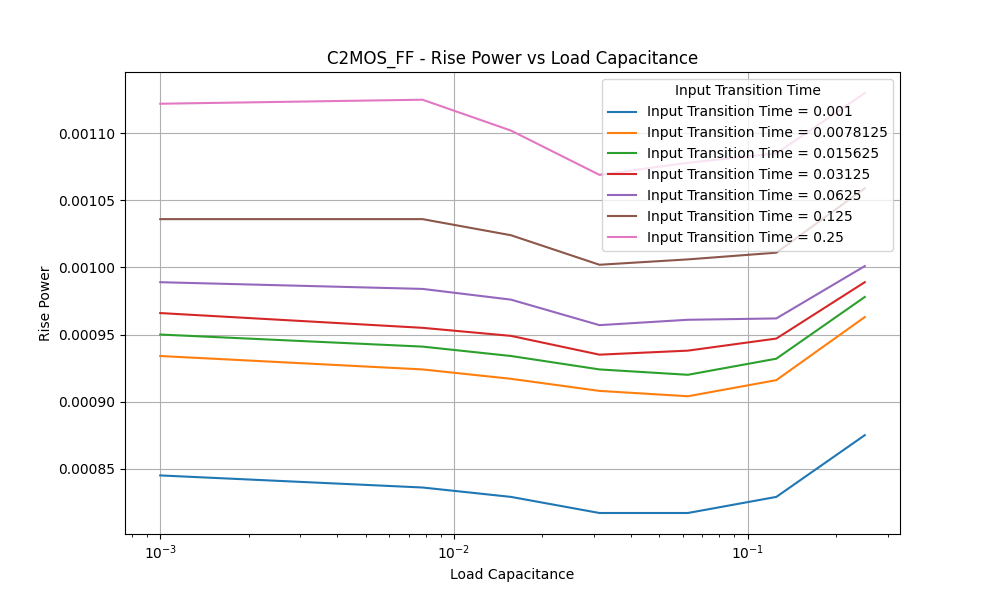 C2MOS_FF - Rise Power vs Load Capacitance
Input Transition Time
Input Transition Time = 0.001
Input Transition Time = 0.0078125
Input Transition Time = 0.015625
Input Transition Time = 0.03125
Input Transition Time = 0.0625
Input Transition Time = 0.125
Input Transition Time = 0.25
Rise Power
0.00110
0.00105
0.00100
0.00095
0.00090
0.00085
10⁻³ 10⁻² 10⁻¹
Load Capacitance